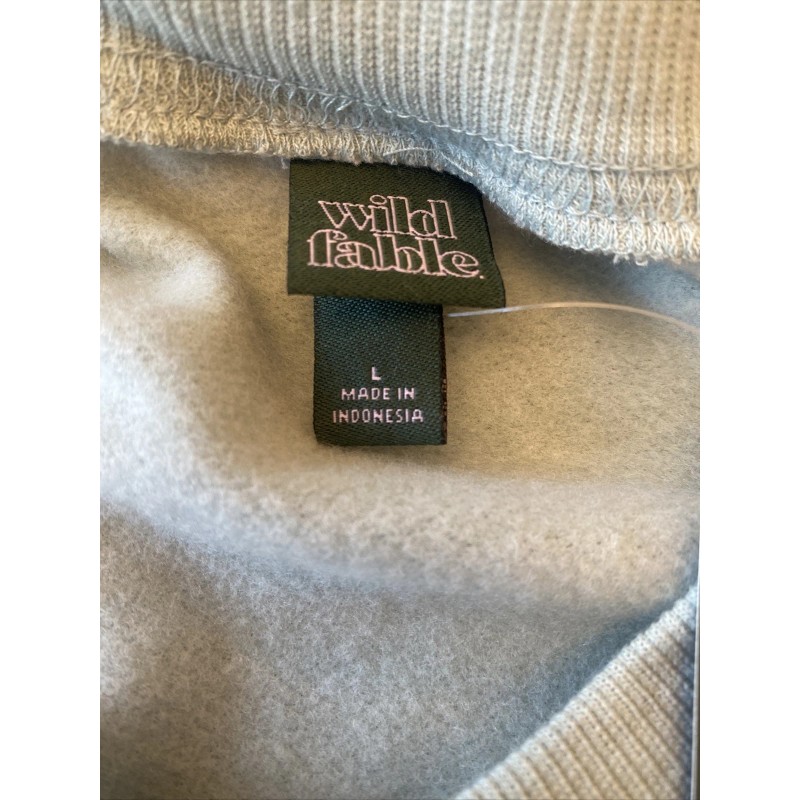 wild
fable.
L
MADE IN
INDONESIA